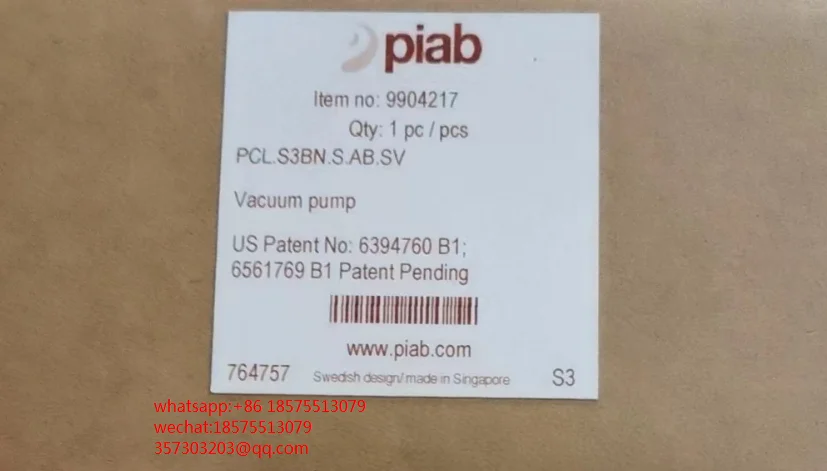 piab
Item no: 9904217
Qty: 1 pc / pcs
PCL.S3BN.S.AB.SV
Vacuum pump
US Patent No: 6394760 B1;
6561769 B1 Patent Pending
www.piab.com
764757 Swedish design/ made in Singapore S3
whatsapp:+86 18575513079
wechat:18575513079
357303203@qq.com